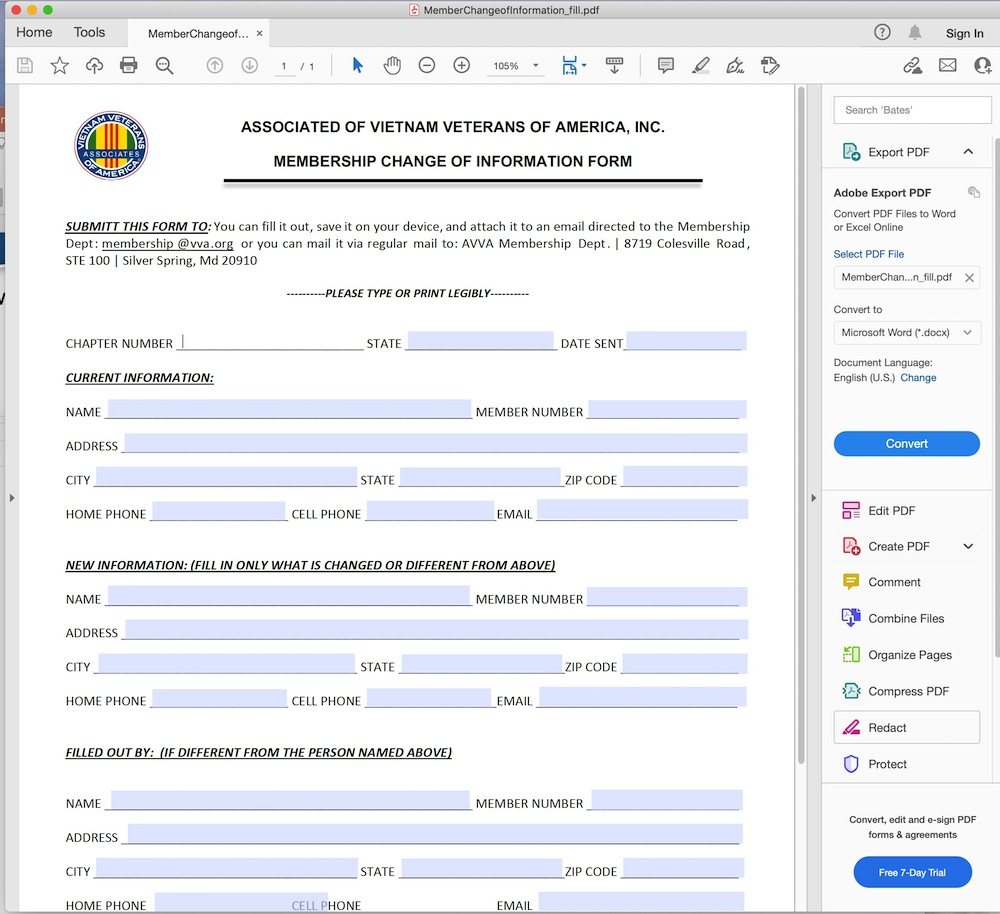 MemberChangeofInformation_fill.pdf
Home Tools MemberChangeof... × ? Sign In
1 / 1 105%
Search 'Bates'
Export PDF
Adobe Export PDF
Convert PDF Files to Word
or Excel Online
Select PDF File
MemberChan...n_fill.pdf
Convert to
Microsoft Word (*.docx)
Document Language:
English (U.S.) Change
Convert
Edit PDF
Create PDF
Comment
Combine Files
Organize Pages
Compress PDF
Redact
Protect
Convert, edit and e-sign PDF
forms & agreements
Free 7-Day Trial
VIETNAM VETERANS
ASSOCIATES
OF AMERICA
ASSOCIATED OF VIETNAM VETERANS OF AMERICA, INC.
MEMBERSHIP CHANGE OF INFORMATION FORM
SUBMITT THIS FORM TO: You can fill it out, save it on your device, and attach it to an email directed to the Membership
Dept: membership @vva.org or you can mail it via regular mail to: AVVA Membership Dept. | 8719 Colesville Road,
STE 100 | Silver Spring, Md 20910
----------PLEASE TYPE OR PRINT LEGIBLY----------
CHAPTER NUMBER STATE DATE SENT
CURRENT INFORMATION:
NAME MEMBER NUMBER
ADDRESS
CITY STATE ZIP CODE
HOME PHONE CELL PHONE EMAIL
NEW INFORMATION: (FILL IN ONLY WHAT IS CHANGED OR DIFFERENT FROM ABOVE)
NAME MEMBER NUMBER
ADDRESS
CITY STATE ZIP CODE
HOME PHONE CELL PHONE EMAIL
FILLED OUT BY: (IF DIFFERENT FROM THE PERSON NAMED ABOVE)
NAME MEMBER NUMBER
ADDRESS
CITY STATE ZIP CODE
HOME PHONE CELL PHONE EMAIL